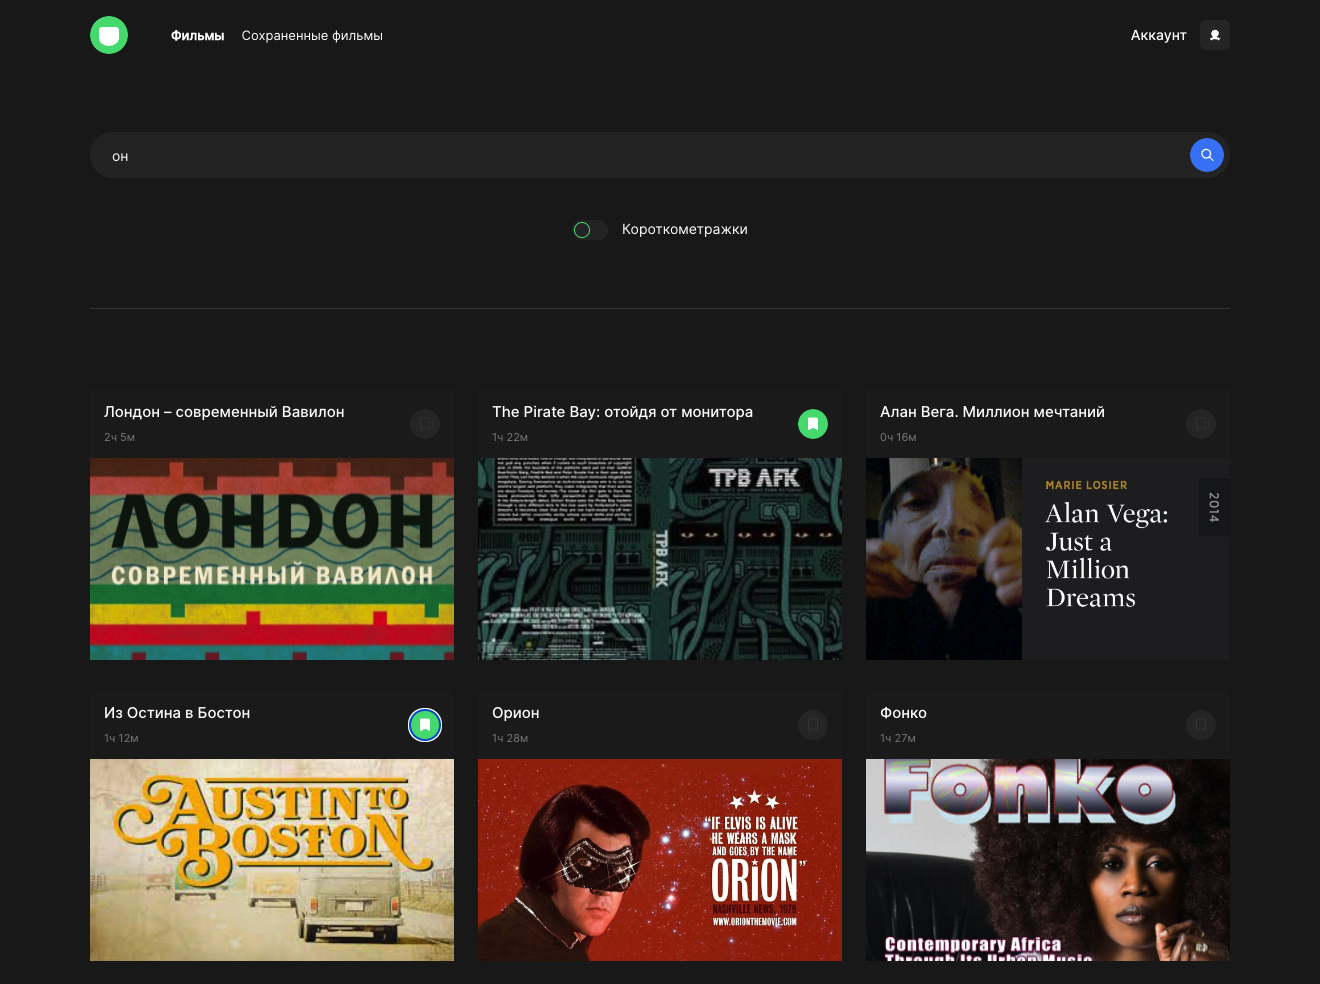 Фильмы
Сохраненные фильмы
Аккаунт
он
Короткометражки
Лондон – современный Вавилон
2ч 5м
ЛОНДОН
СОВРЕМЕННЫЙ ВАВИЛОН
The Pirate Bay: отойдя от монитора
1ч 22м
TPB AFK
TPB AFK
Алан Вега. Миллион мечтаний
0ч 16м
MARIE LOSIER
Alan Vega:
Just a
Million
Dreams
2014
Из Остина в Бостон
1ч 12м
AUSTIN TO
BOSTON
Орион
1ч 28м
“IF ELVIS IS ALIVE
HE WEARS A MASK
AND GOES BY THE NAME
ORION”
NASHVILLE NEWS, 1979
WWW.ORIONTHEMOVIE.COM
Фонко
1ч 27м
Fonko
Contemporary Africa
Through Its Urban Music